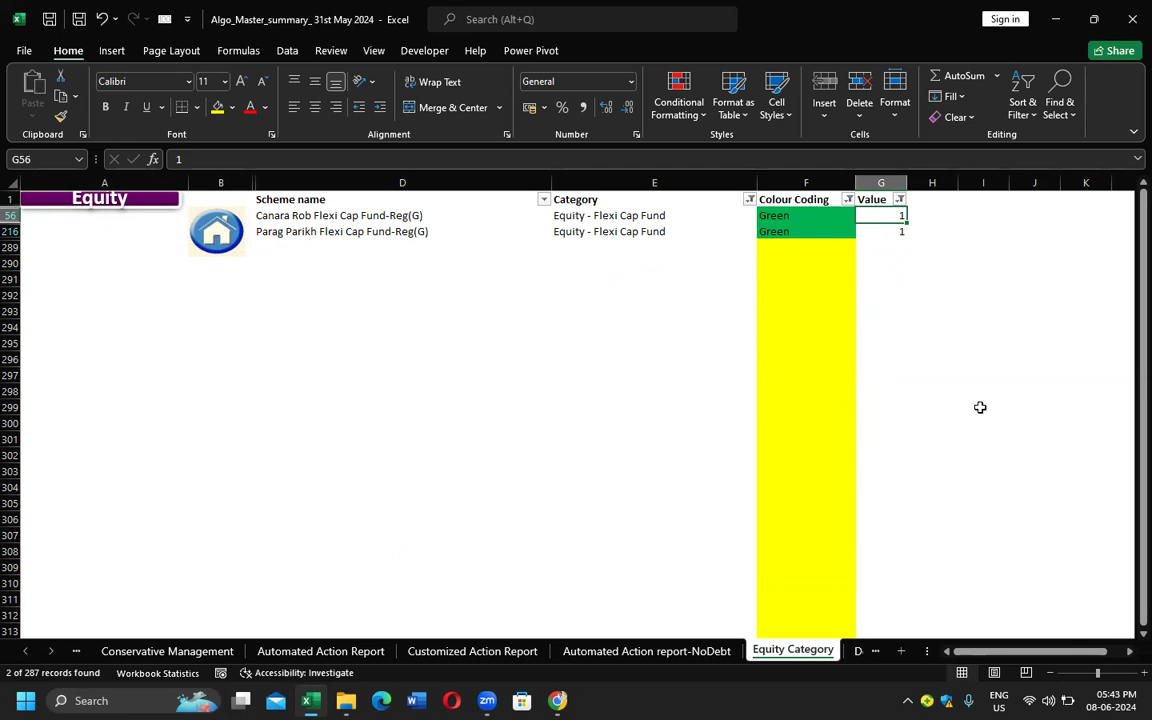 Algo_Master_summary_ 31st May 2024 - Excel
Search (Alt+Q)
Sign in
File Home Insert Page Layout Formulas Data Review View Developer Help Power Pivot
Share
Paste
Calibri 11
Wrap Text
General
Conditional Formatting
Format as Table
Cell Styles
Insert
Delete
Format
AutoSum
Fill
Clear
Sort & Filter
Find & Select
B I U
Merge & Center
Clipboard Font Alignment Number Styles Cells Editing
G56 fx 1
A B D E F G H I J K
1 Equity Scheme name Category Colour Coding Value
56 Canara Rob Flexi Cap Fund-Reg(G) Equity - Flexi Cap Fund Green 1
216 Parag Parikh Flexi Cap Fund-Reg(G) Equity - Flexi Cap Fund Green 1
289
290
291
292
293
294
295
296
297
298
299
300
301
302
303
304
305
306
307
308
309
310
311
312
313
Conservative Management Automated Action Report Customized Action Report Automated Action report-NoDebt Equity Category
2 of 287 records found Workbook Statistics Accessibility: Investigate
Search
ENG 05:43 PM
US 08-06-2024